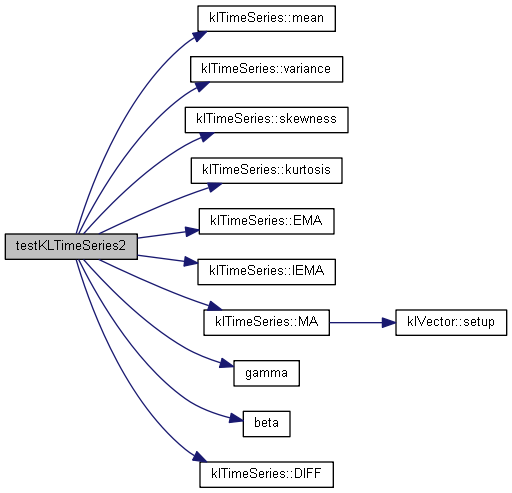 klTimeSeries::mean
klTimeSeries::variance
klTimeSeries::skewness
klTimeSeries::kurtosis
klTimeSeries::EMA
testKLTimeSeries2
klTimeSeries::IEMA
klTimeSeries::MA
klVector::setup
gamma
beta
klTimeSeries::DIFF